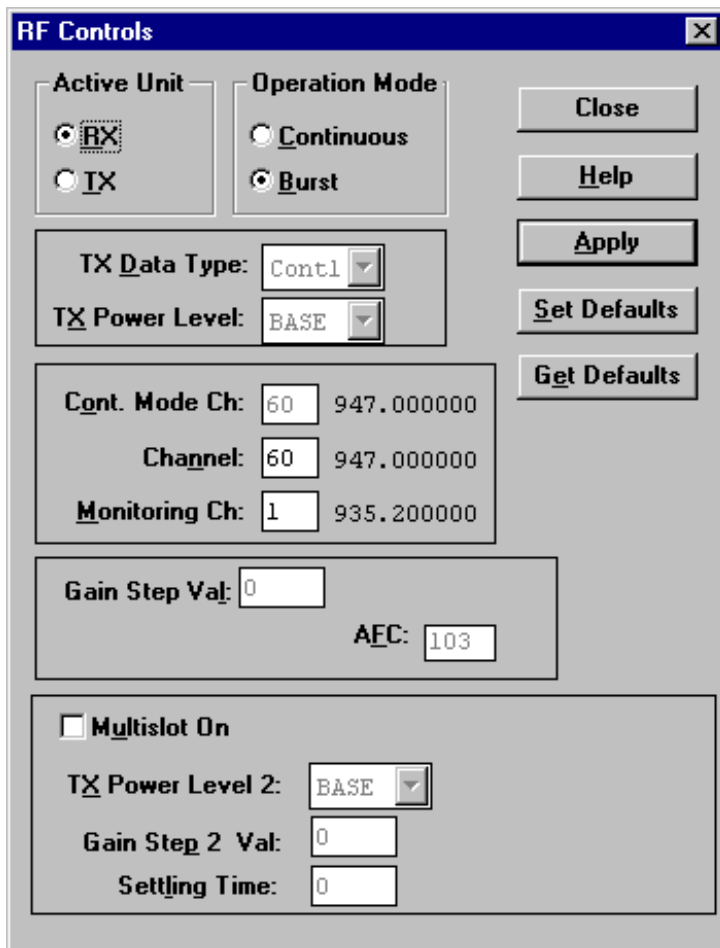 RF Controls
Active Unit
RX
TX
Operation Mode
Continuous
Burst
Close
Help
Apply
Set Defaults
Get Defaults
TX Data Type: Cont1
TX Power Level: BASE
Cont. Mode Ch: 60 947.000000
Channel: 60 947.000000
Monitoring Ch: 1 935.200000
Gain Step Val: 0
AFC: 103
Multislot On
TX Power Level 2: BASE
Gain Step 2 Val: 0
Settling Time: 0